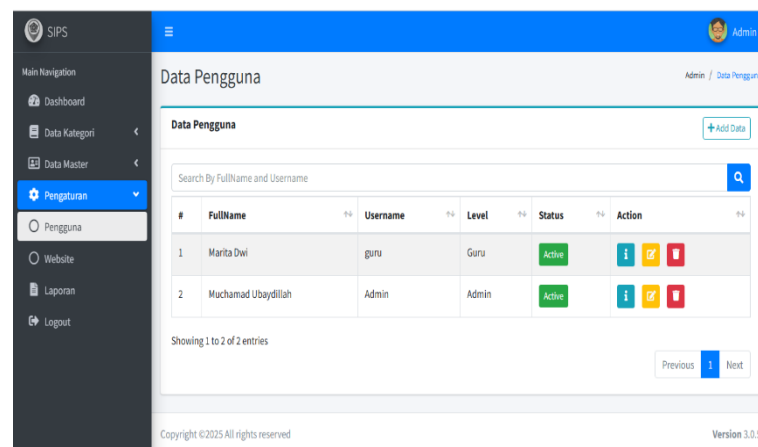 SIPS
Admin
Main Navigation
Dashboard
Data Kategori
Data Master
Pengaturan
Pengguna
Website
Laporan
Logout
Data Pengguna
Admin / Data Penggun
Data Pengguna
+Add Data
Search By FullName and Username
# FullName Username Level Status Action
1 Marita Dwi guru Guru Active
2 Muchamad Ubaydillah Admin Admin Active
Showing 1 to 2 of 2 entries
Previous 1 Next
Copyright ©2025 All rights reserved
Version 3.0.